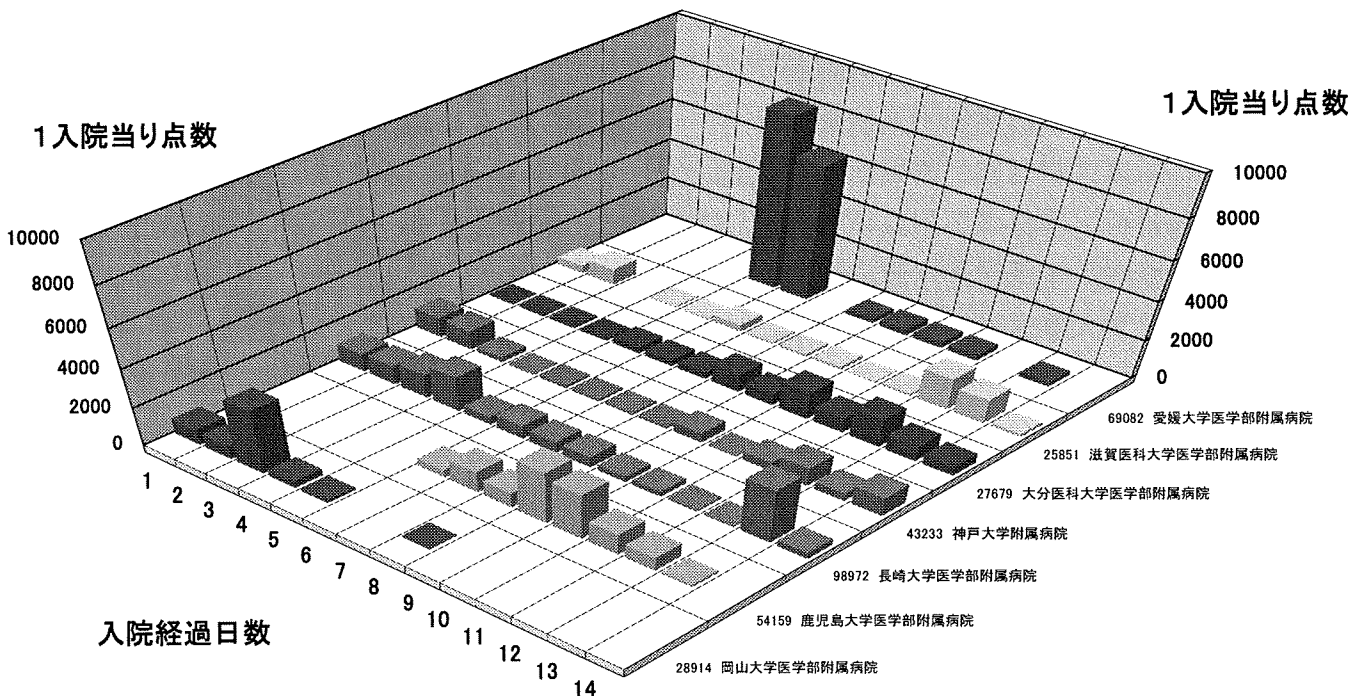 1入院当り点数
10000
8000
6000
4000
2000
0
1入院当り点数
10000
8000
6000
4000
2000
0
1
2
3
4
5
6
7
8
9
10
11
12
13
14
入院経過日数
69082 愛媛大学医学部附属病院
25851 滋賀医科大学医学部附属病院
27679 大分医科大学医学部附属病院
43233 神戸大学附属病院
98972 長崎大学医学部附属病院
54159 鹿児島大学医学部附属病院
28914 岡山大学医学部附属病院